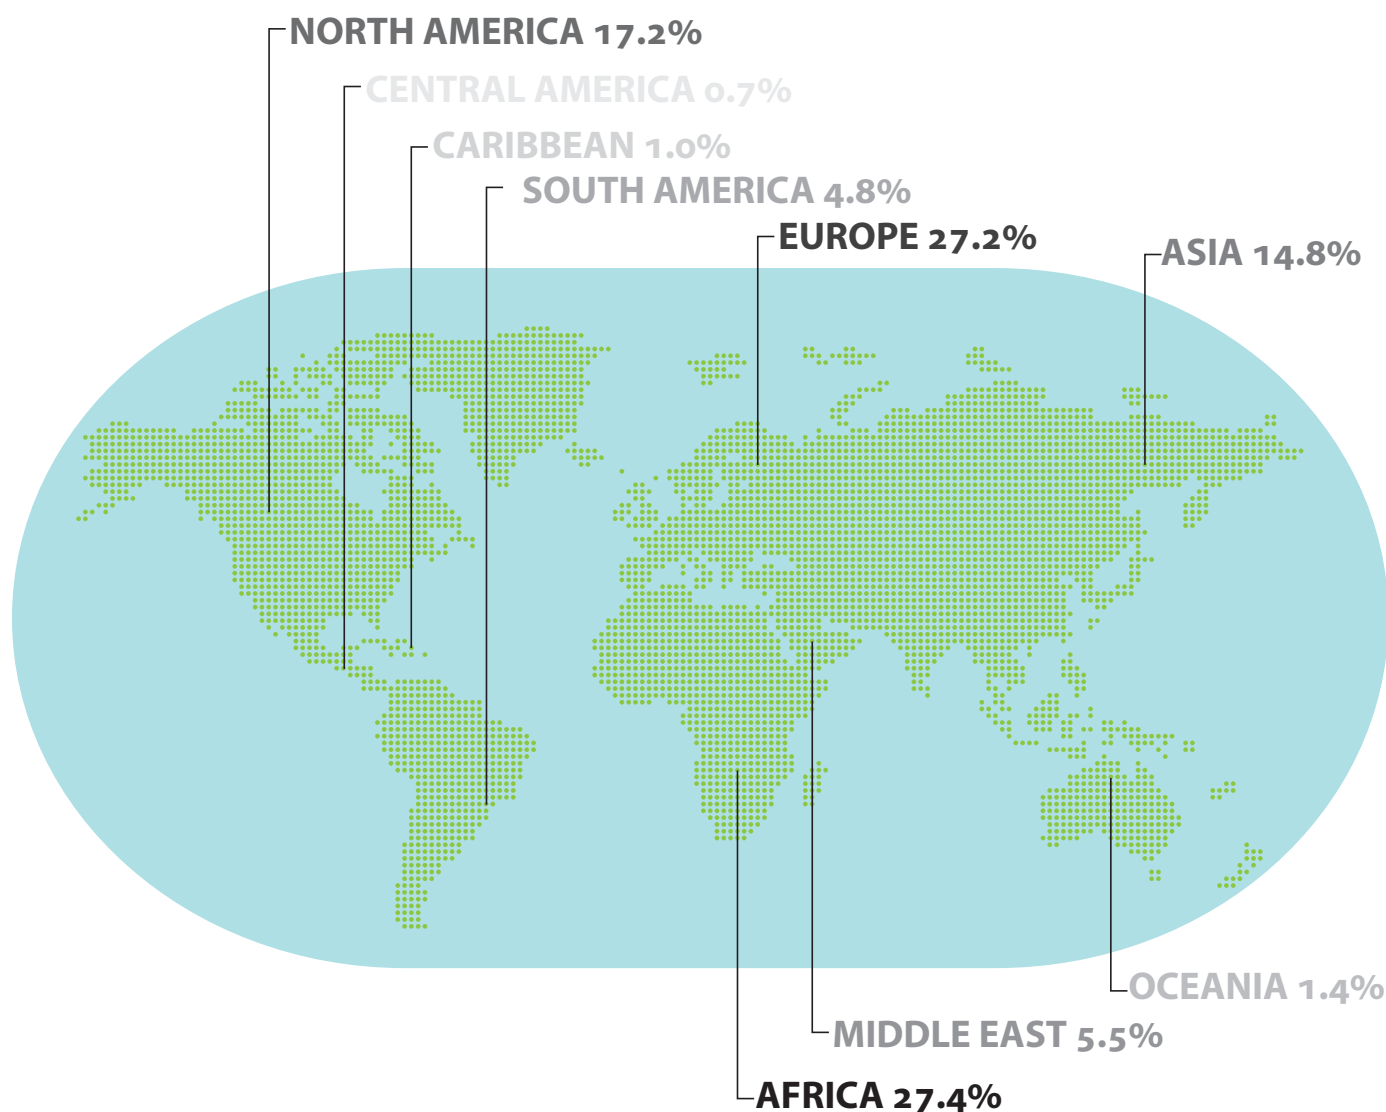 NORTH AMERICA 17.2%
CENTRAL AMERICA 0.7%
CARIBBEAN 1.0%
SOUTH AMERICA 4.8%
EUROPE 27.2%
ASIA 14.8%
OCEANIA 1.4%
MIDDLE EAST 5.5%
AFRICA 27.4%